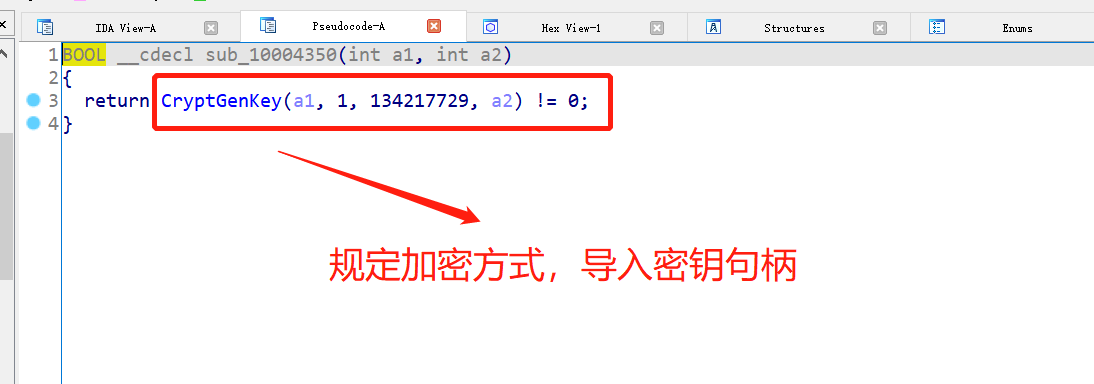 IDA View-A
Pseudocode-A
Hex View-1
Structures
Enums
1 BOOL __cdecl sub_10004350(int a1, int a2)
2 {
3 return CryptGenKey(a1, 1, 134217729, a2) != 0;
4 }
规定加密方式，导入密钥句柄